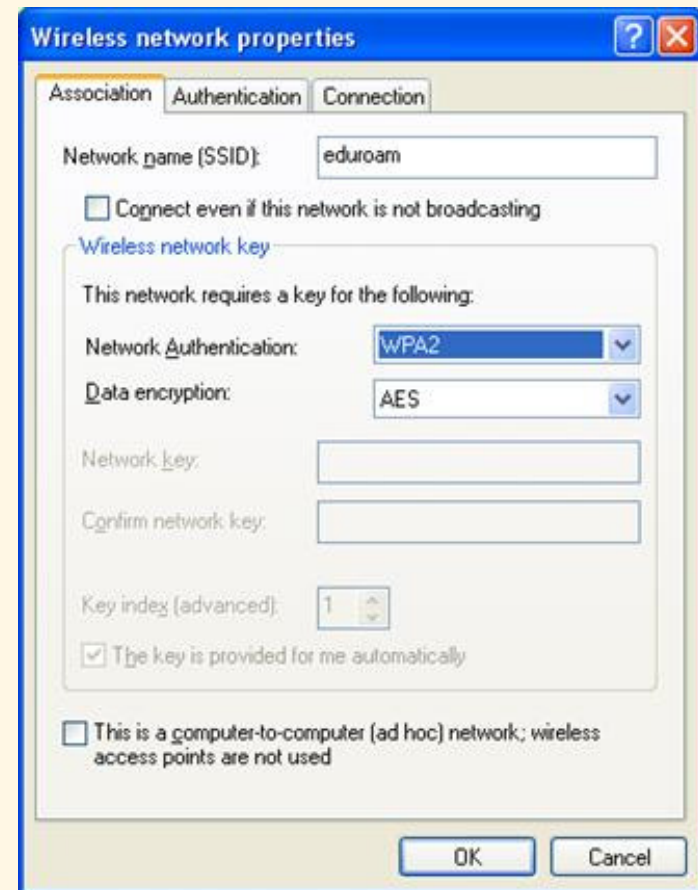 Wireless network properties
?
Association Authentication Connection
Network name (SSID): eduroam
Connect even if this network is not broadcasting
Wireless network key
This network requires a key for the following:
Network Authentication: WPA2
Data encryption: AES
Network key:
Confirm network key:
Key index (advanced): 1
The key is provided for me automatically
This is a computer-to-computer (ad hoc) network; wireless
access points are not used
OK Cancel